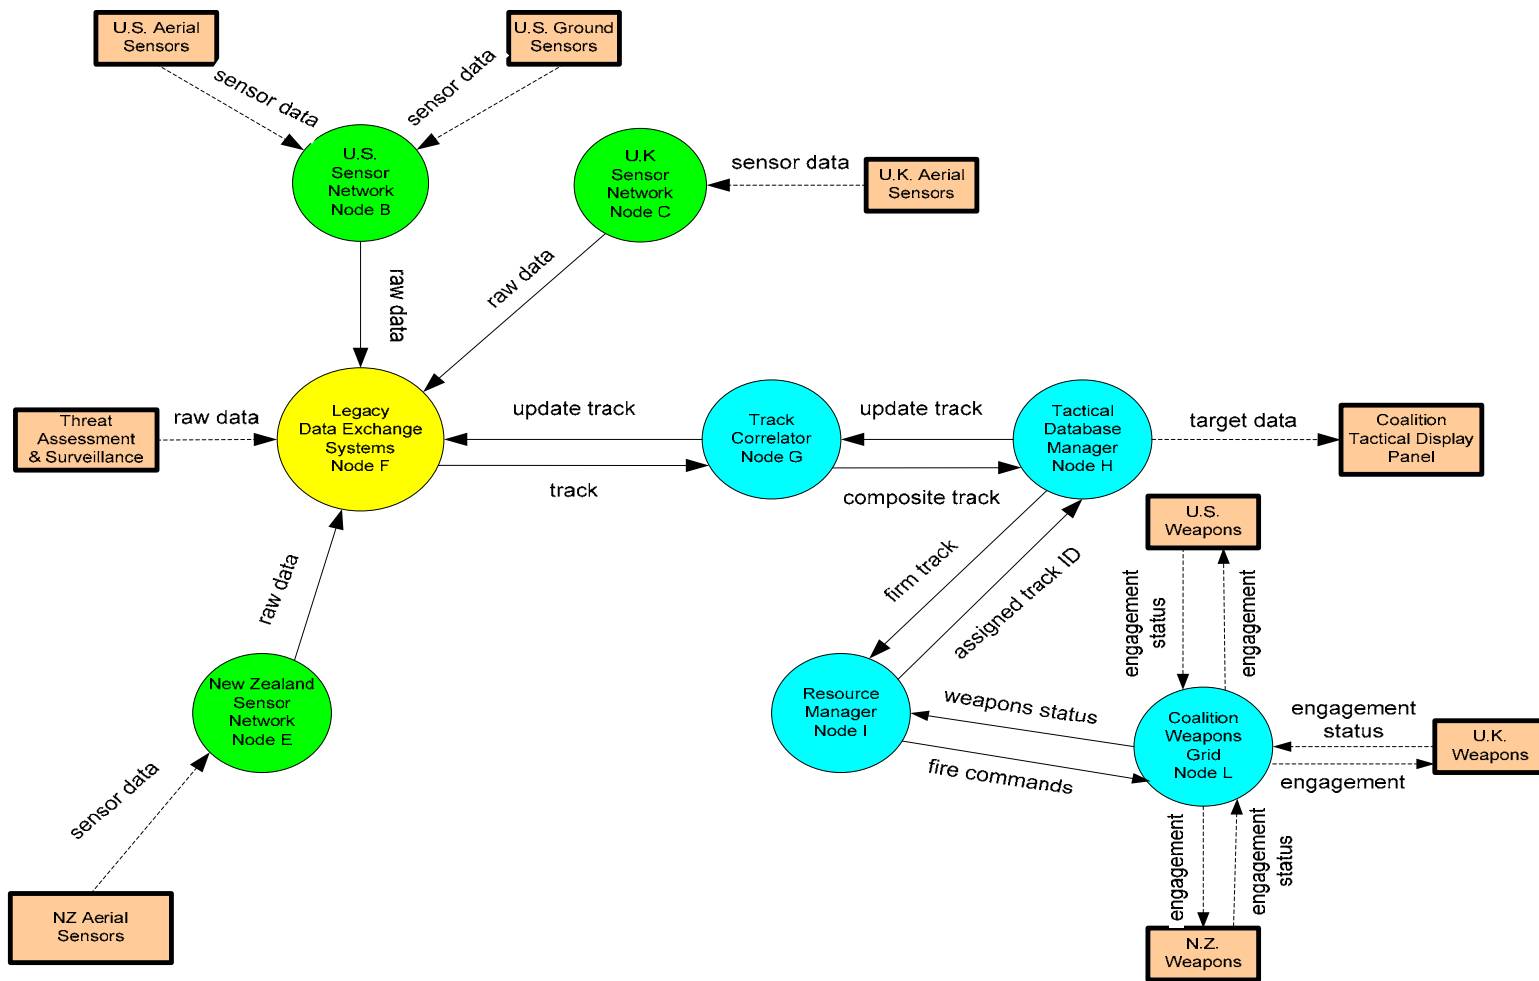 U.S. Aerial
Sensors
U.S. Ground
Sensors
sensor data
sensor data
U.S.
Sensor
Network
Node B
U.K
Sensor
Network
Node C
sensor data
U.K. Aerial
Sensors
raw data
raw data
Threat
Assessment
& Surveillance
raw data
Legacy
Data Exchange
Systems
Node F
update track
track
Track
Correlator
Node G
update track
composite track
Tactical
Database
Manager
Node H
target data
Coalition
Tactical Display
Panel
raw data
firm track
assigned track ID
U.S.
Weapons
engagement
status
engagement
New Zealand
Sensor
Network
Node E
Resource
Manager
Node I
weapons status
fire commands
Coalition
Weapons
Grid
Node L
engagement
status
engagement
U.K.
Weapons
sensor data
NZ Aerial
Sensors
engagement
engagement
status
N.Z.
Weapons